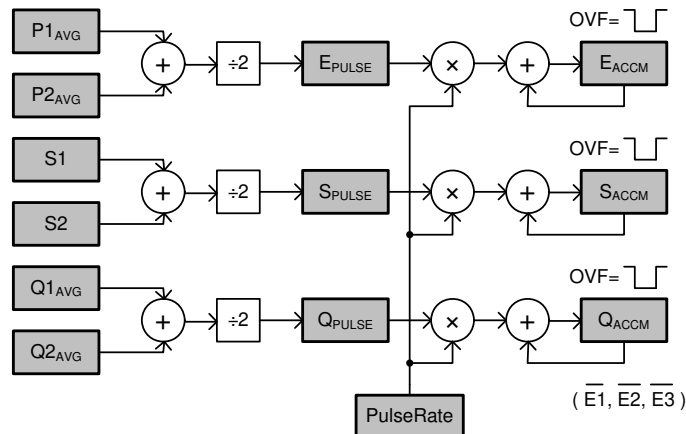 P1AVG + ÷2 EPULSE × + OVF= EACCM
P2AVG
S1 + ÷2 SPULSE × + OVF= SACCM
S2
Q1AVG + ÷2 QPULSE × + OVF= QACCM
Q2AVG
PulseRate
( E1, E2, E3 )